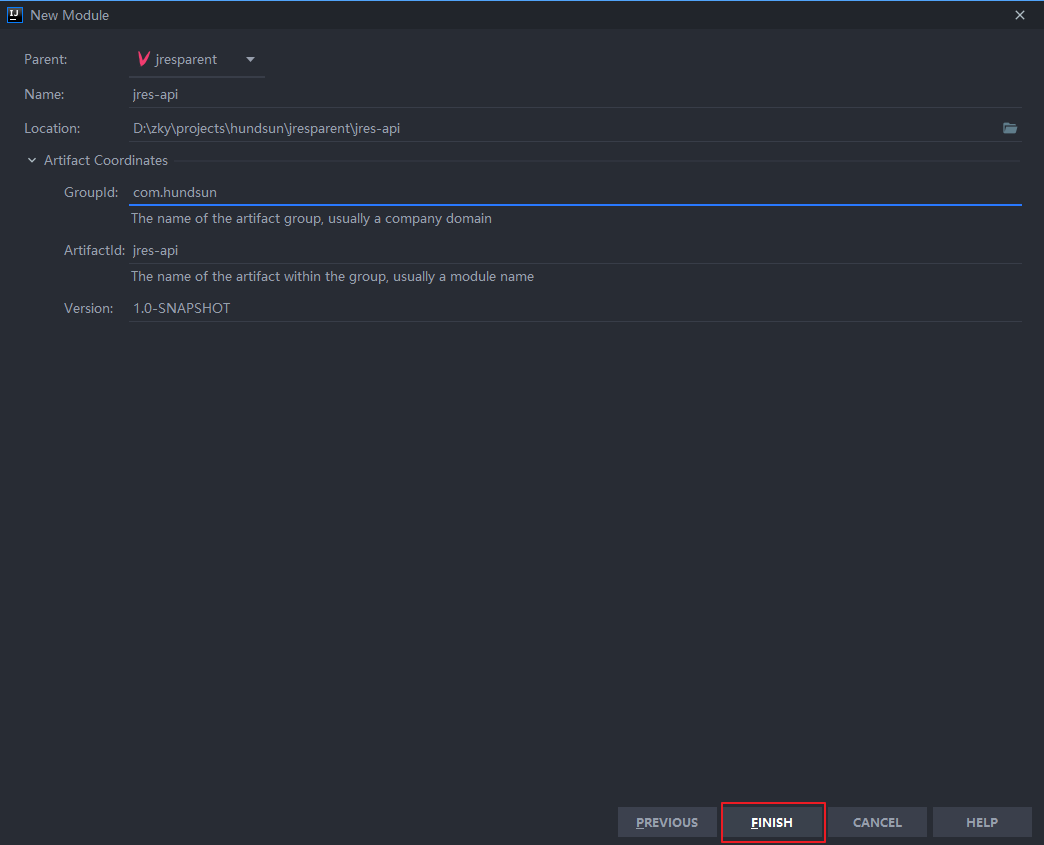 IJ New Module
Parent: jresparent
Name: jres-api
Location: D:\zky\projects\hundsun\jresparent\jres-api
Artifact Coordinates
GroupId: com.hundsun
The name of the artifact group, usually a company domain
ArtifactId: jres-api
The name of the artifact within the group, usually a module name
Version: 1.0-SNAPSHOT
PREVIOUS FINISH CANCEL HELP